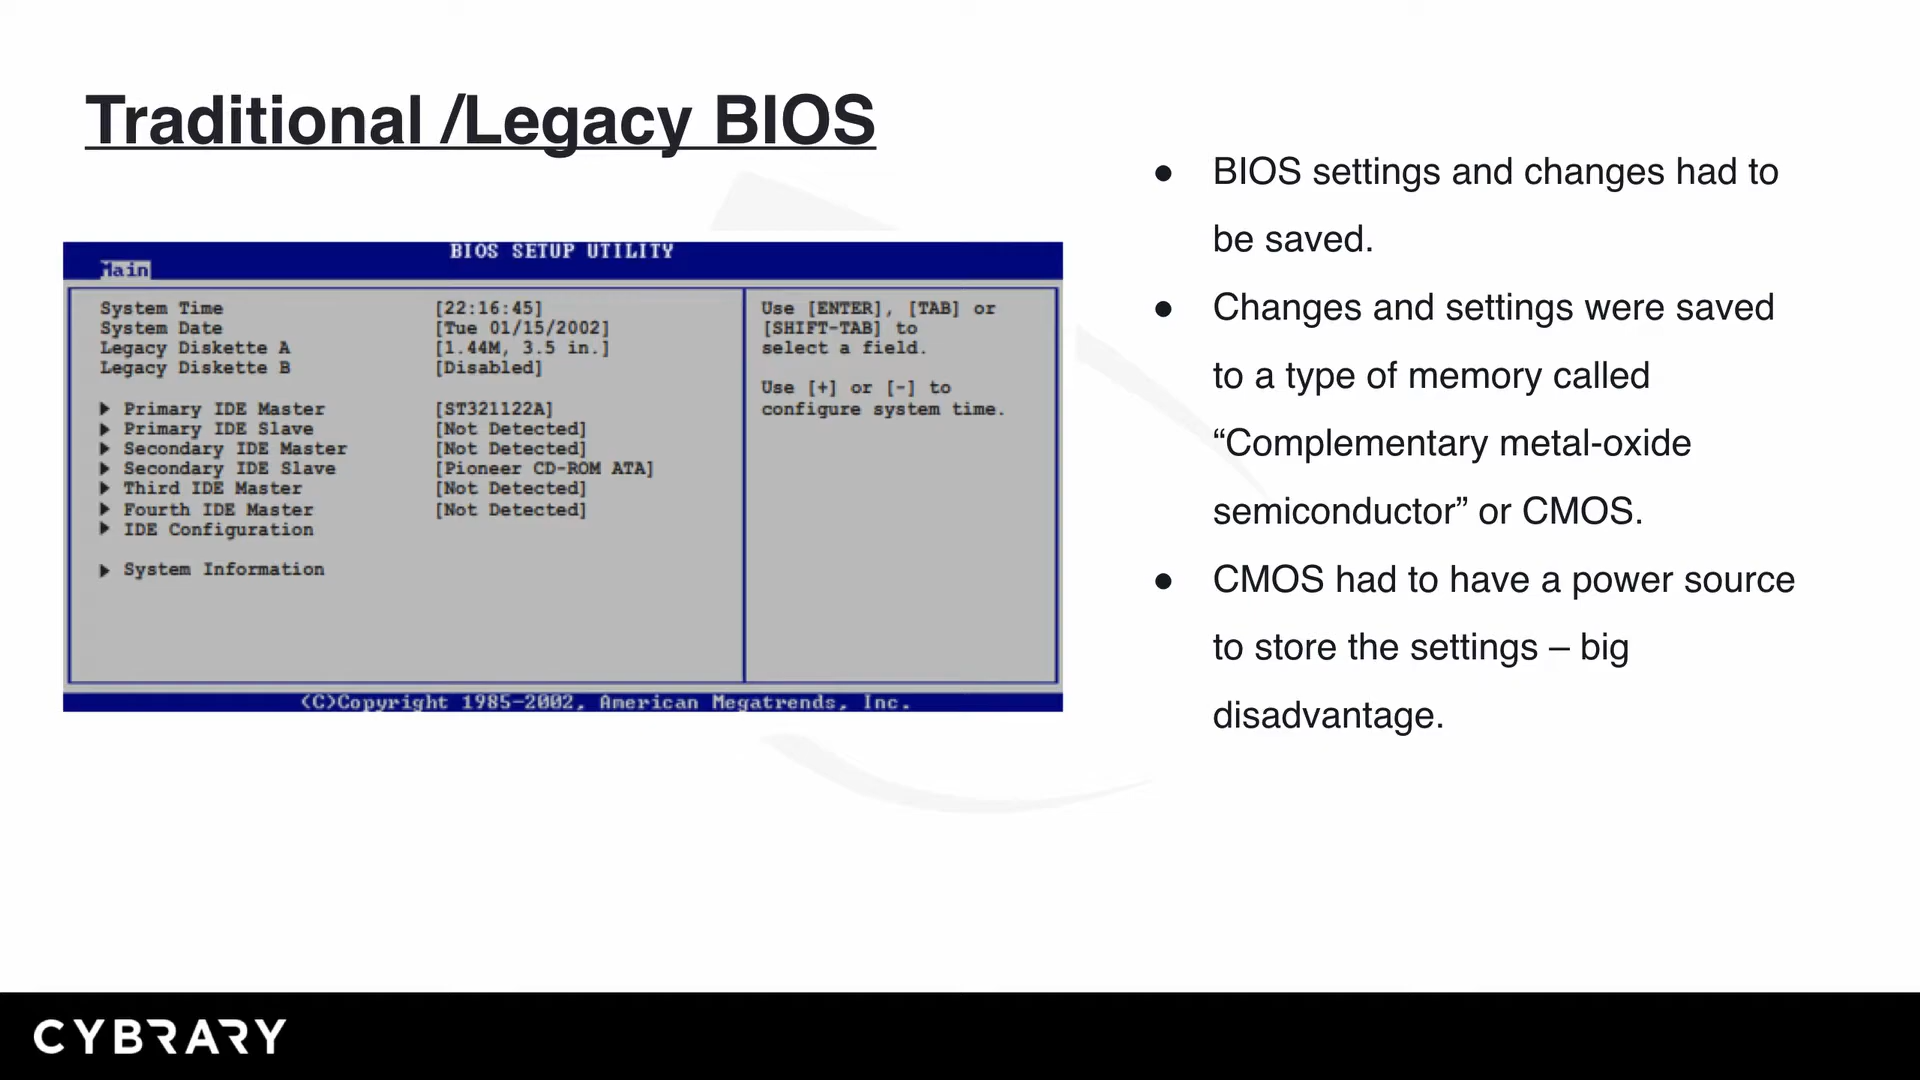 Traditional /Legacy BIOS
BIOS SETUP UTILITY
Main
System Time [22:16:45]
System Date [Tue 01/15/2002]
Legacy Diskette A [1.44M, 3.5 in.]
Legacy Diskette B [Disabled]
Primary IDE Master [ST321122A]
Primary IDE Slave [Not Detected]
Secondary IDE Master [Not Detected]
Secondary IDE Slave [Pioneer CD-ROM ATA]
Third IDE Master [Not Detected]
Fourth IDE Master [Not Detected]
IDE Configuration
System Information
Use [ENTER], [TAB] or
[SHIFT-TAB] to
select a field.
Use [+] or [-] to
configure system time.
(C)Copyright 1985-2002, American Megatrends, Inc.
● BIOS settings and changes had to
be saved.
● Changes and settings were saved
to a type of memory called
“Complementary metal-oxide
semiconductor” or CMOS.
● CMOS had to have a power source
to store the settings – big
disadvantage.
CYBRARY